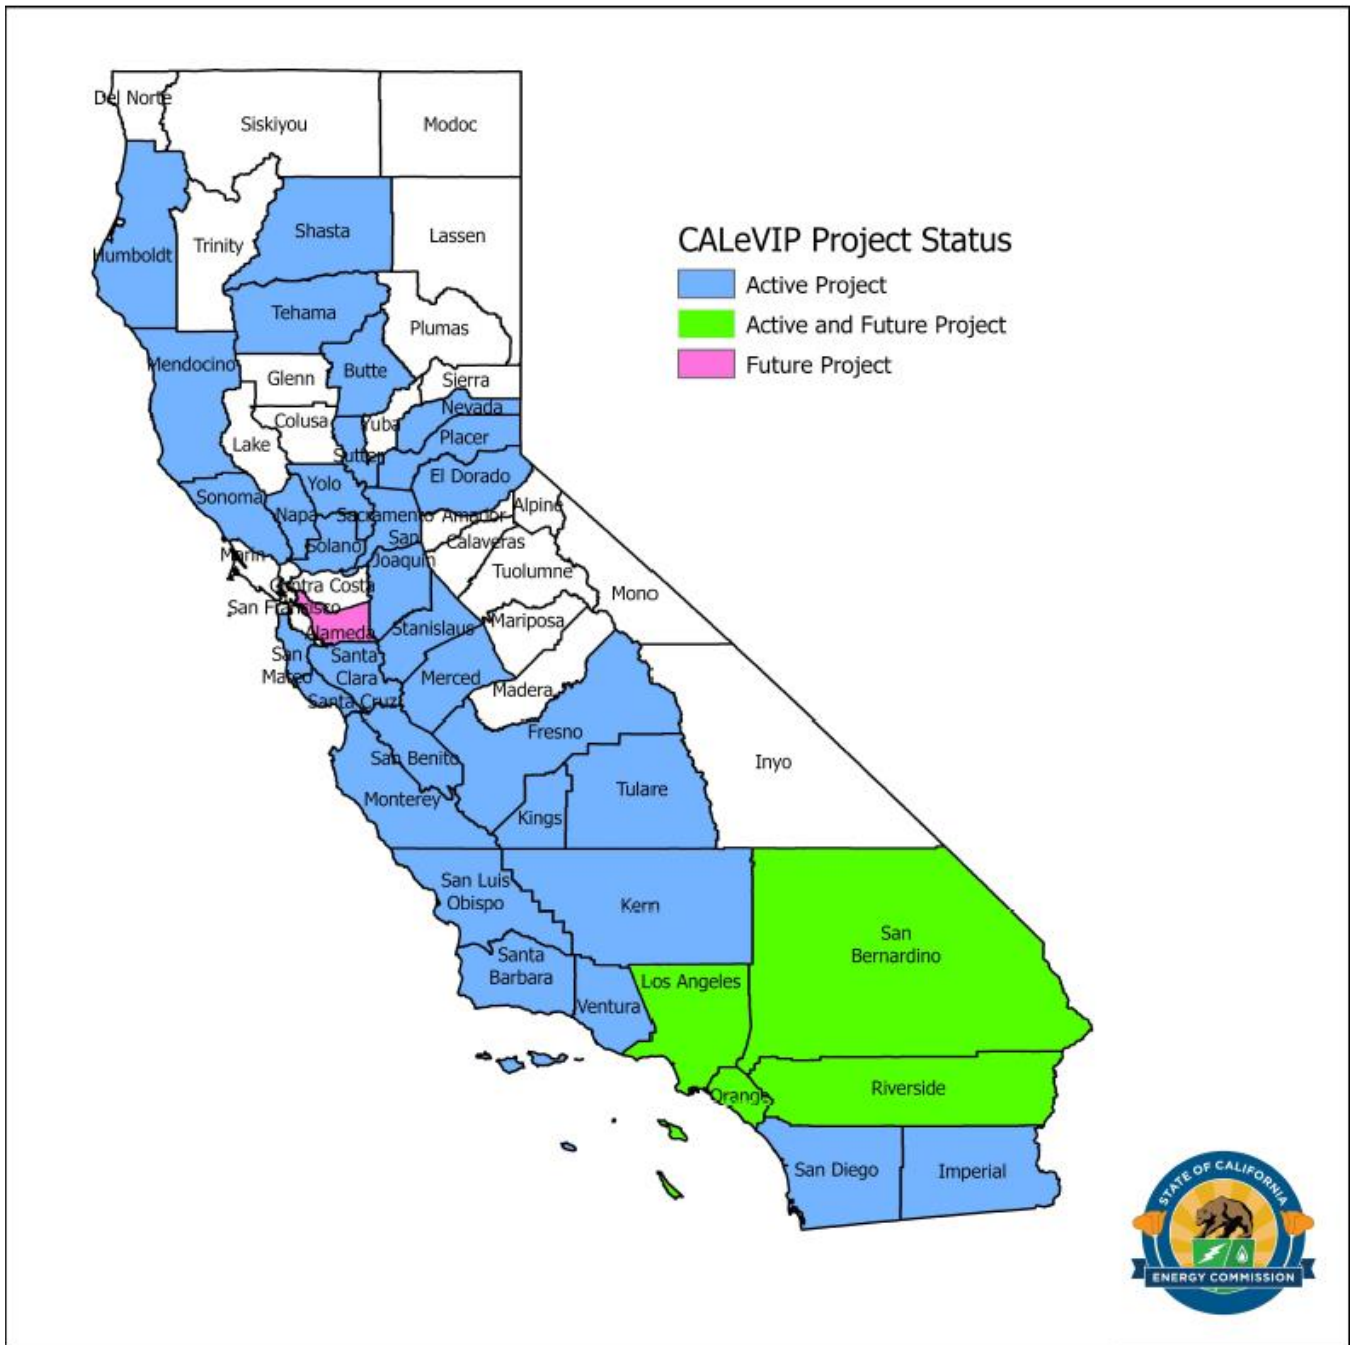 Del Norte
Siskiyou
Modoc
Humboldt
Trinity
Shasta
Lassen
CALeVIP Project Status
Active Project
Active and Future Project
Future Project
Tehama
Plumas
Mendocino
Glenn
Butte
Sierra
Colusa
Yuba
Nevada
Lake
Sutter
Placer
Sonoma
Yolo
El Dorado
Napa
Sacramento
Amador
Alpine
Marin
Solano
San
Joaquin
Calaveras
Contra Costa
Tuolumne
Mono
San Francisco
Alameda
Stanislaus
Mariposa
San
Mateo
Santa
Clara
Merced
Madera
Santa Cruz
Fresno
San Benito
Inyo
Monterey
Kings
Tulare
San Luis
Obispo
Kern
San
Bernardino
Santa
Barbara
Ventura
Los Angeles
Orange
Riverside
San Diego
Imperial
STATE OF CALIFORNIA
ENERGY COMMISSION